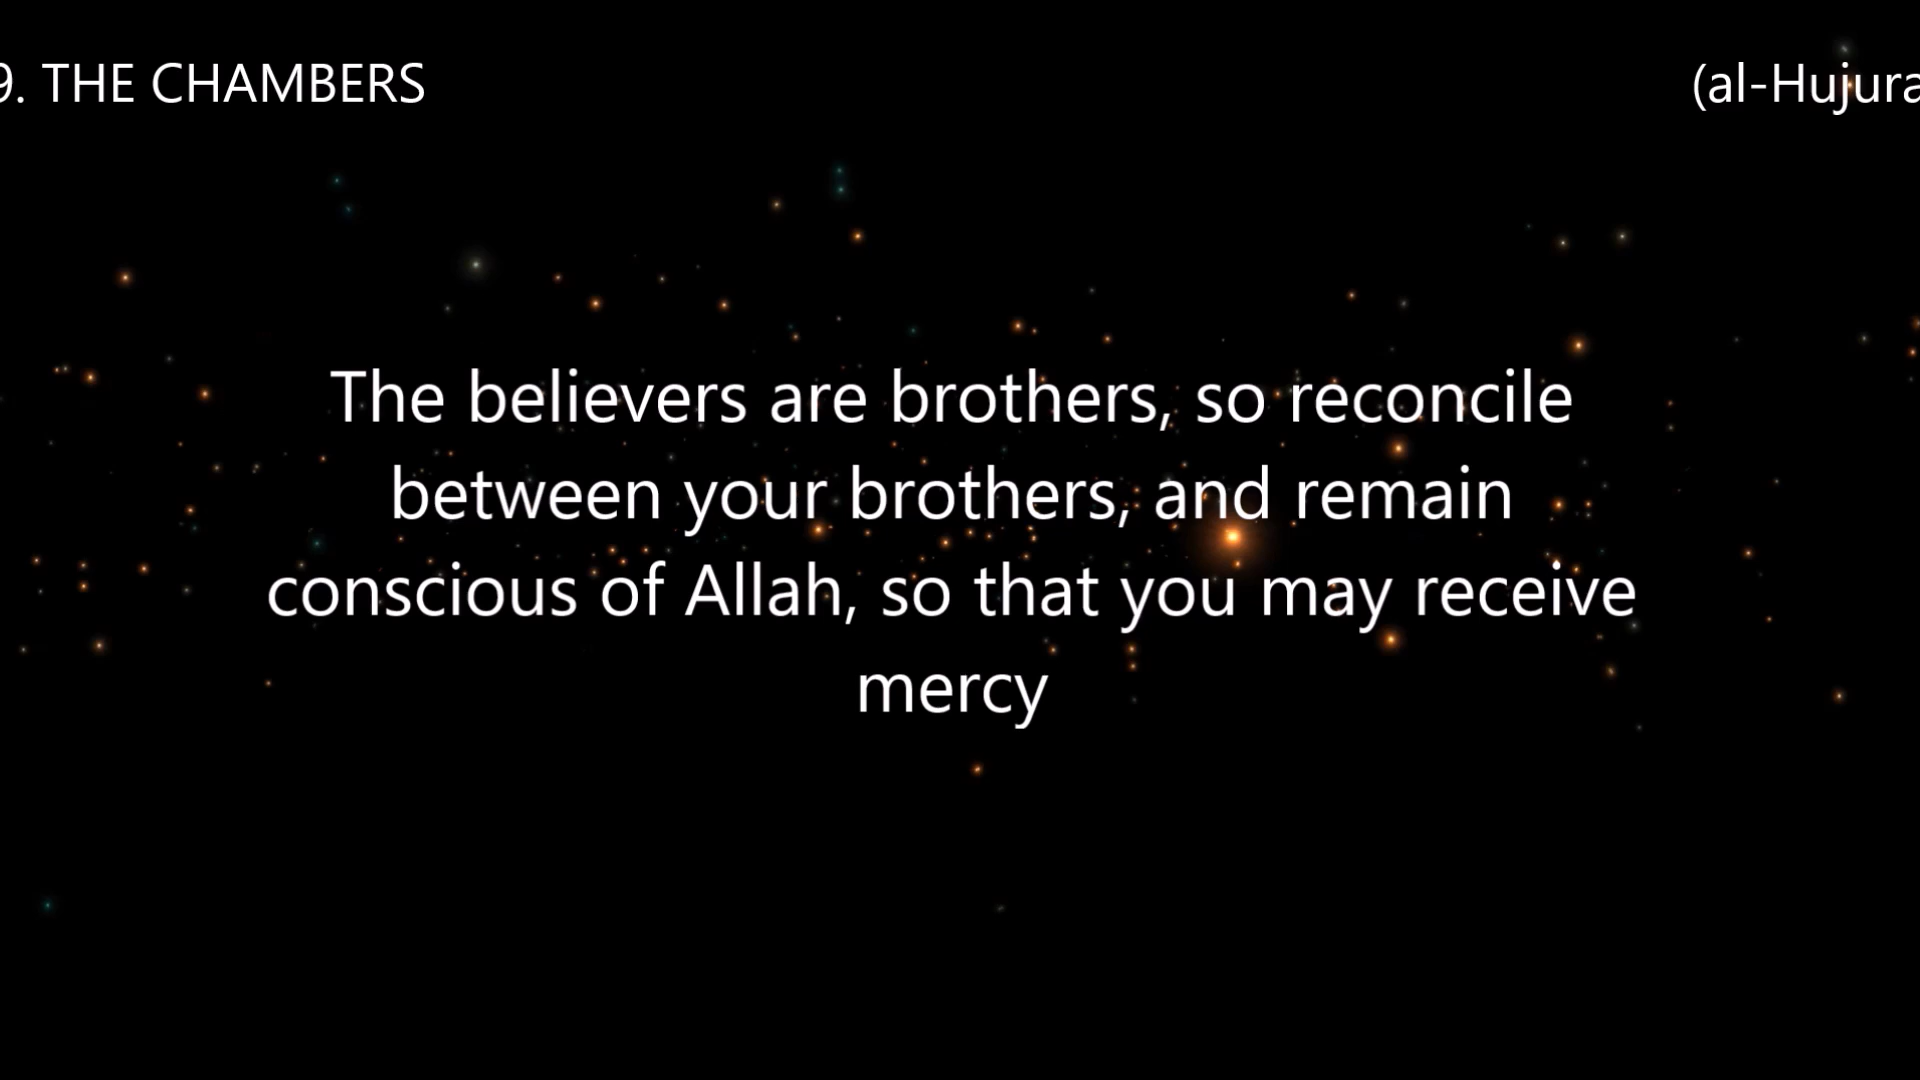 9. THE CHAMBERS
(al-Hujura
The believers are brothers, so reconcile
between your brothers, and remain
conscious of Allah, so that you may receive
mercy